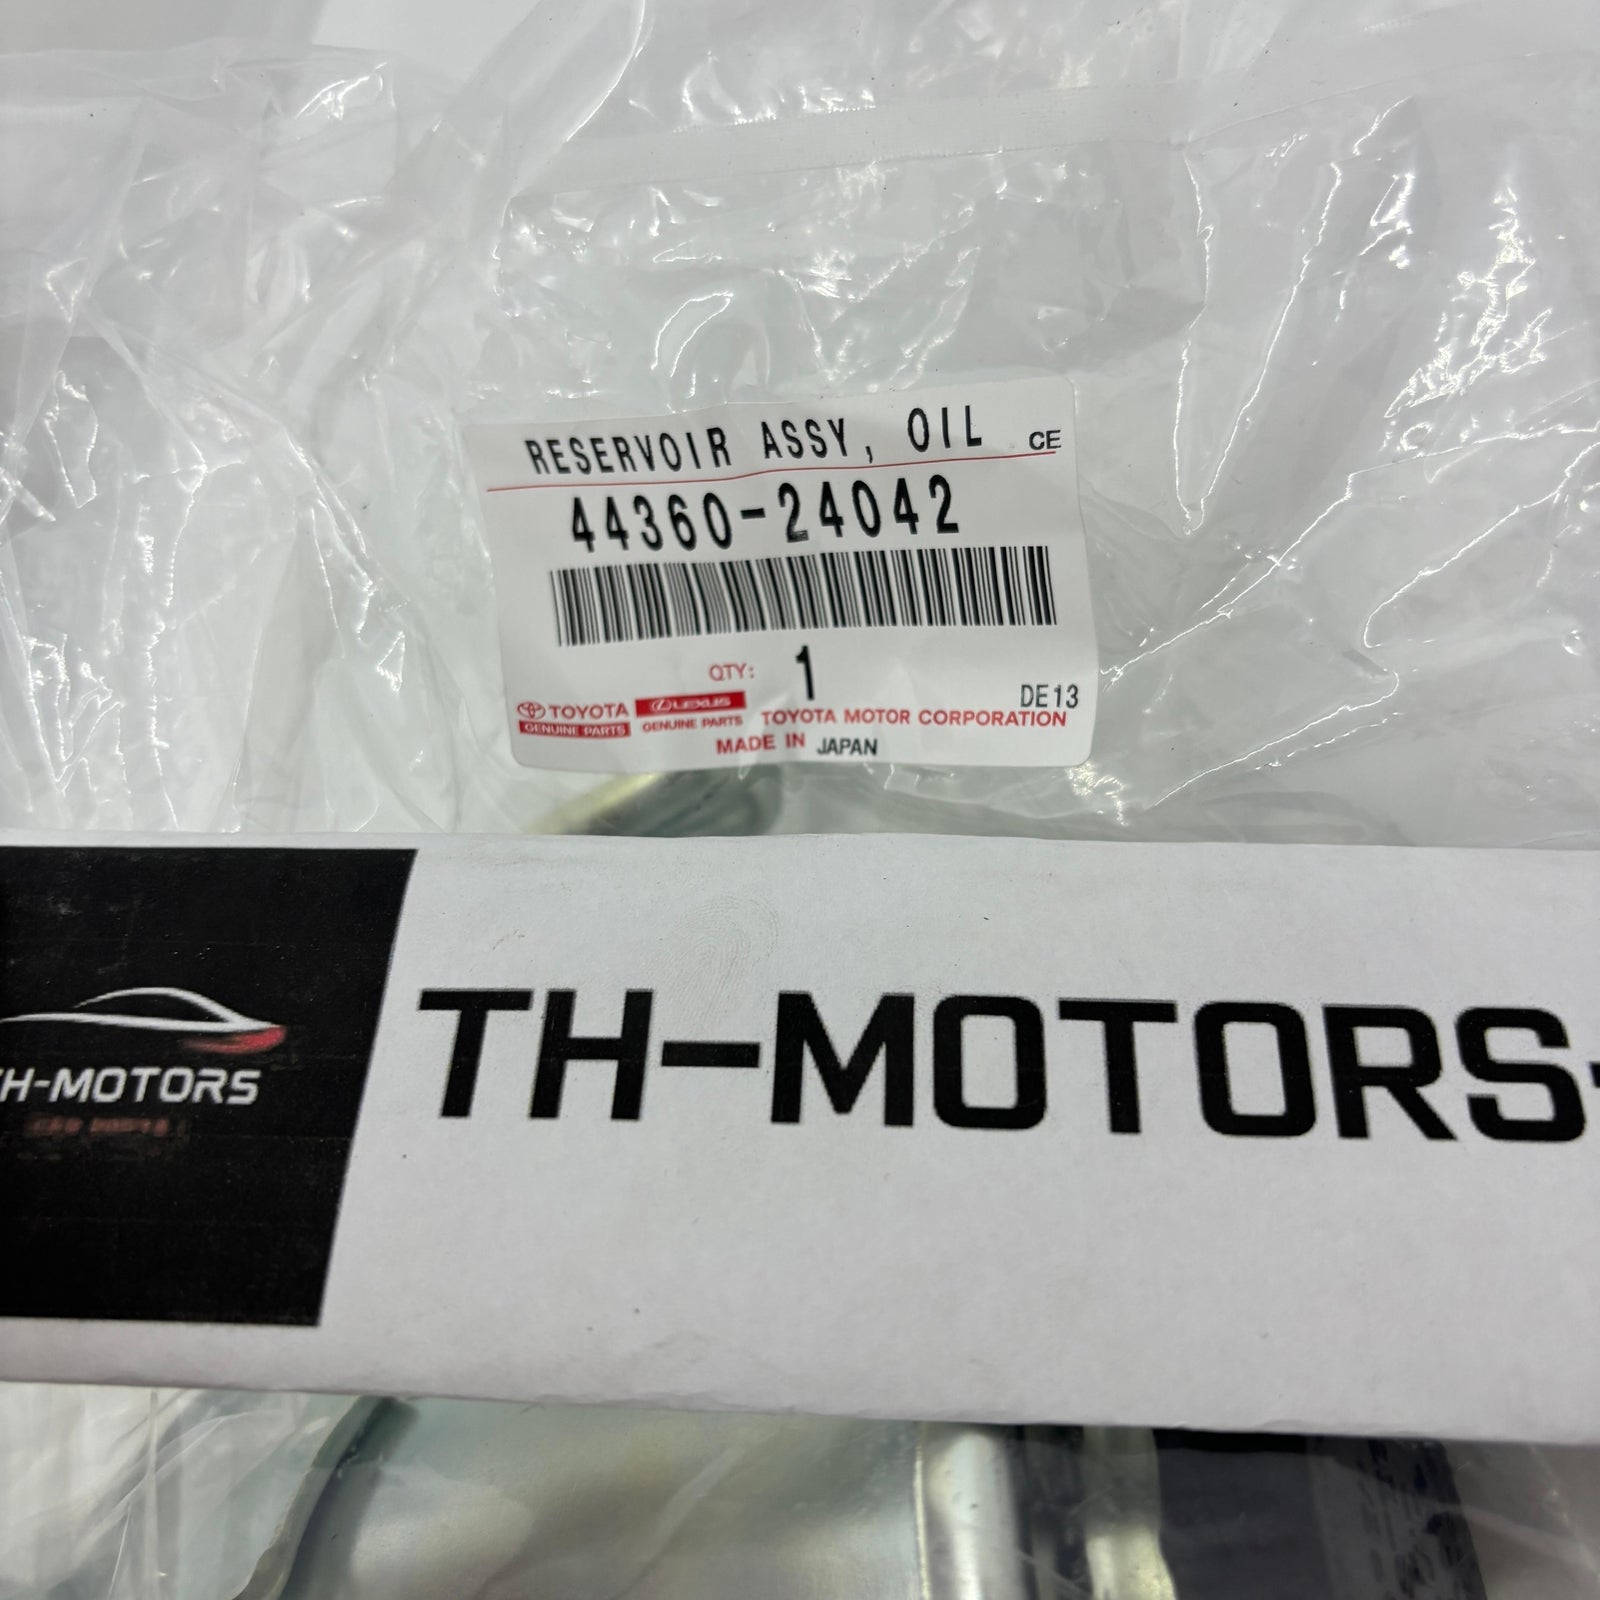 RESERVOIR ASSY, OIL CE
44360-24042
QTY: 1
DE13
TOYOTA LEXUS
GENUINE PARTS GENUINE PARTS TOYOTA MOTOR CORPORATION
MADE IN JAPAN
TH-MOTORS-
TH-MOTORS